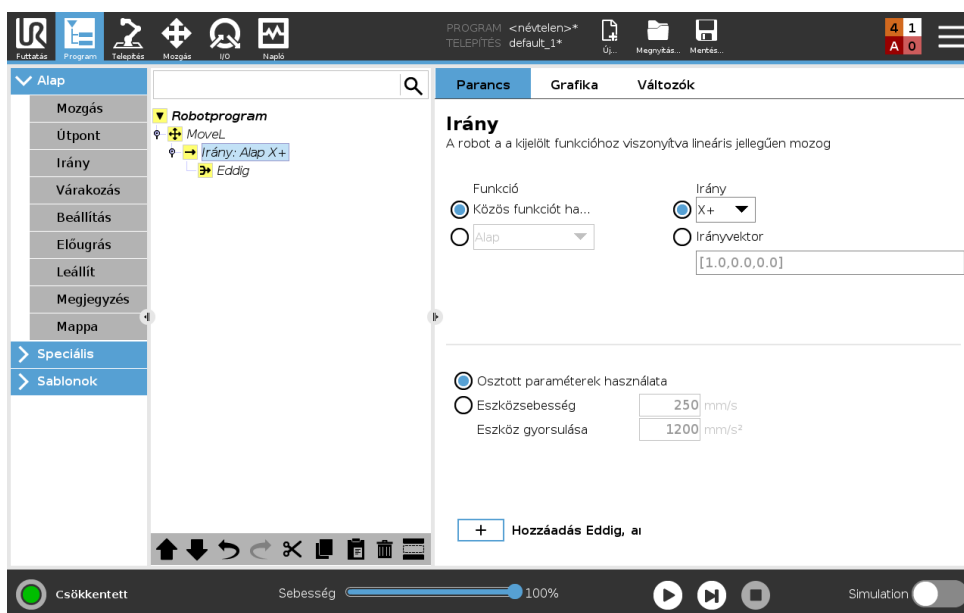 PROGRAM <névtelen>*
TELEPÍTÉS default_1*
4 1
A 0
Futtatás Program Telepítés Mozgás I/O Napló
Új... Megnyitás... Mentés...
Alap
Mozgás
Útpont
Irány
Várakozás
Beállítás
Előugrás
Leállít
Megjegyzés
Mappa
Speciális
Sablonok
Robotprogram
MoveL
Irány: Alap X+
Eddig
Parancs Grafika Változók
Irány
A robot a a kijelölt funkcióhoz viszonyítva lineáris jellegűen mozog
Funkció Irány
Közös funkciót ha... X+
Alap Irányvektor
[1.0,0.0,0.0]
Osztott paraméterek használata
Eszközsebesség 250 mm/s
Eszköz gyorsulása 1200 mm/s²
+ Hozzáadás Eddig, ai
Csökkentett Sebesség 100% Simulation